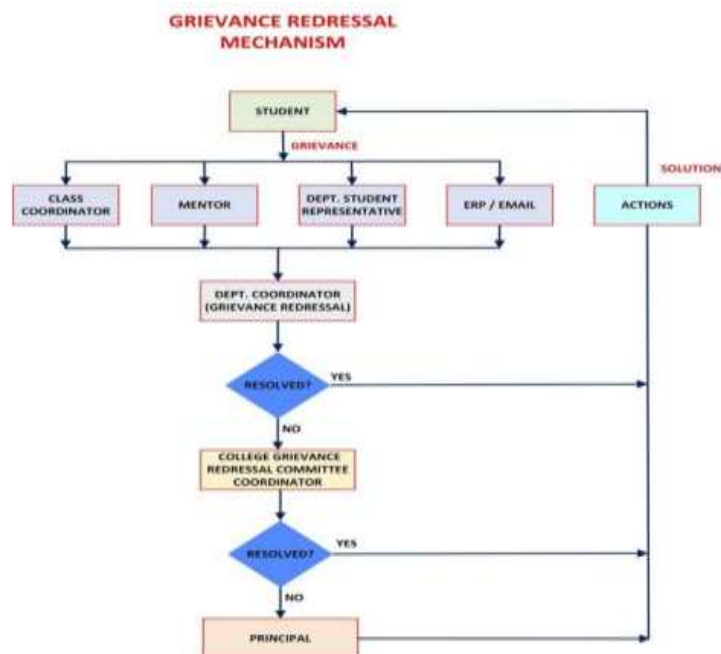 GRIEVANCE REDRESSAL
MECHANISM
STUDENT
GRIEVANCE
SOLUTION
CLASS
COORDINATOR
MENTOR
DEPT. STUDENT
REPRESENTATIVE
ERP / EMAIL
ACTIONS
DEPT. COORDINATOR
(GRIEVANCE REDRESSAL)
RESOLVED?
YES
NO
COLLEGE GRIEVANCE
REDRESSAL COMMITTEE
COORDINATOR
RESOLVED?
YES
NO
PRINCIPAL